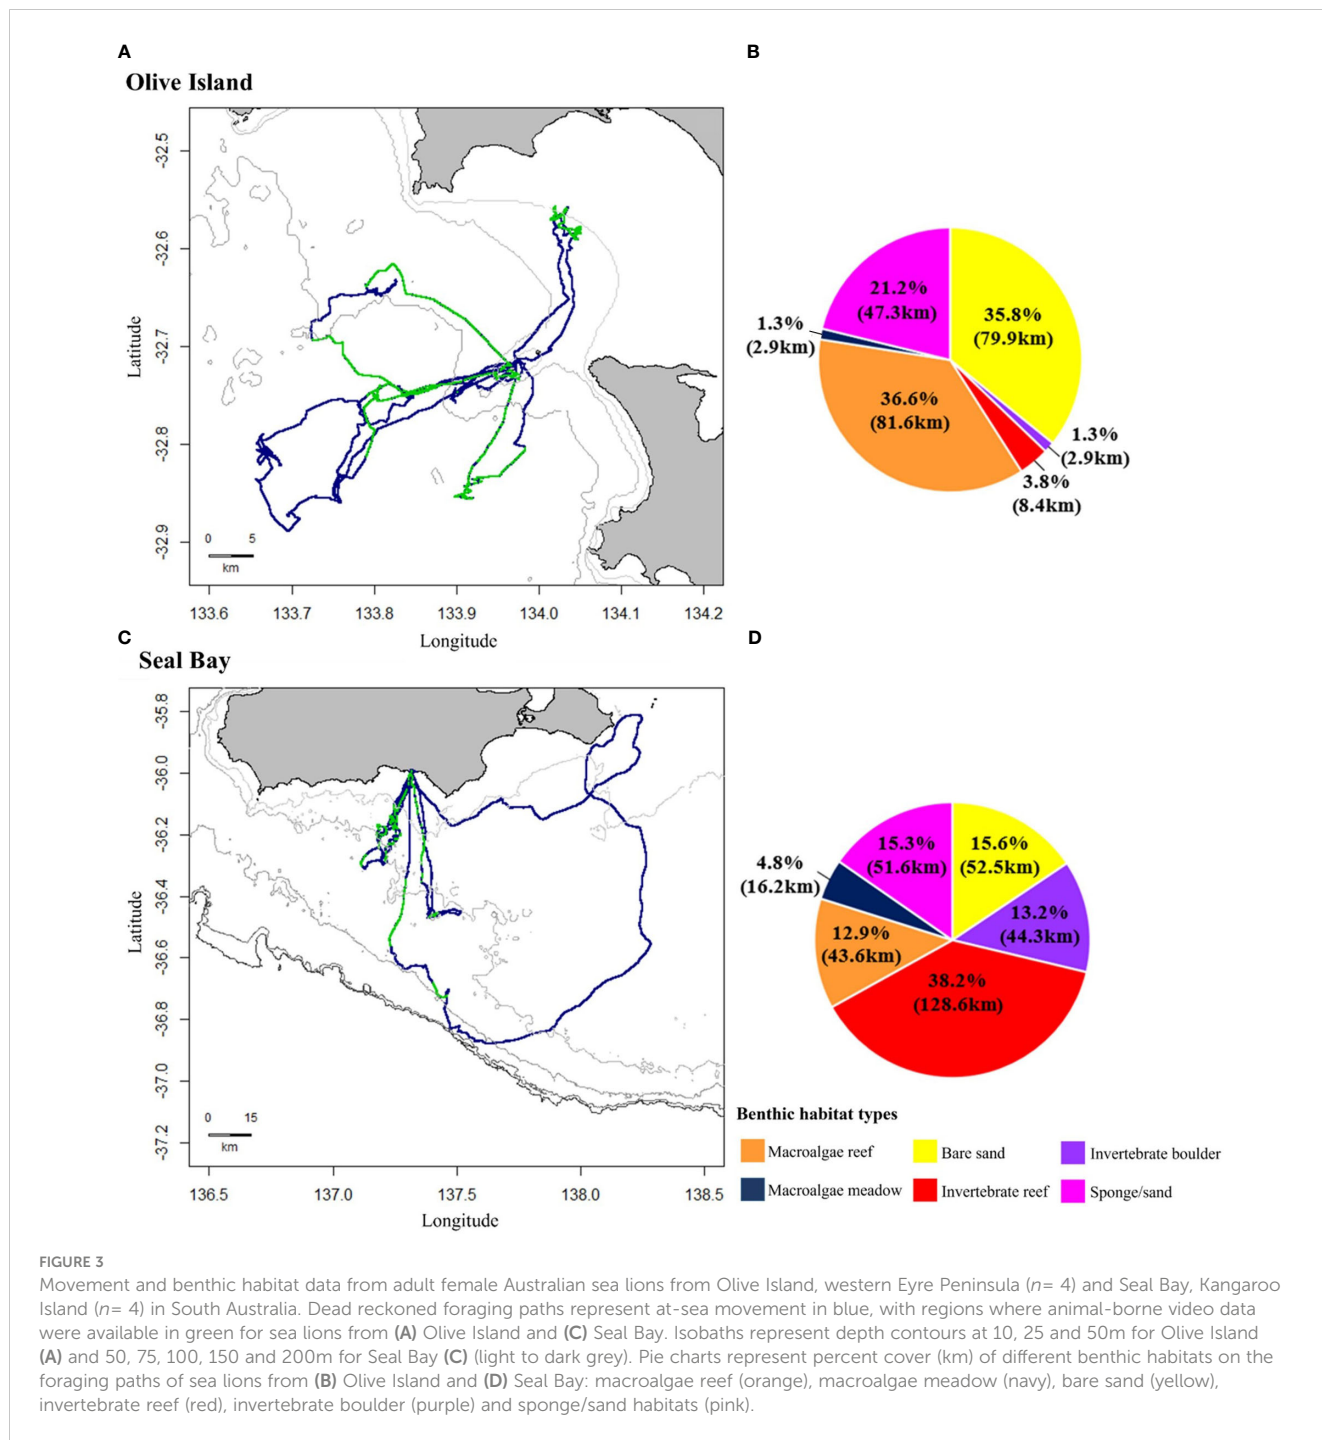 A
Olive Island
-32.5
-32.6
-32.7
-32.8
-32.9
Latitude
0 5
km
133.6 133.7 133.8 133.9 134.0 134.1 134.2
Longitude
B
21.2%
(47.3km)
35.8%
(79.9km)
1.3%
(2.9km)
36.6%
(81.6km)
1.3%
(2.9km)
3.8%
(8.4km)
C
Seal Bay
-35.8
-36.0
-36.2
-36.4
-36.6
-36.8
-37.0
-37.2
Latitude
0 15
km
136.5 137.0 137.5 138.0 138.5
Longitude
D
15.3%
(51.6km)
15.6%
(52.5km)
4.8%
(16.2km)
13.2%
(44.3km)
12.9%
(43.6km)
38.2%
(128.6km)
Benthic habitat types
Macroalgae reef Bare sand Invertebrate boulder
Macroalgae meadow Invertebrate reef Sponge/sand
FIGURE 3
Movement and benthic habitat data from adult female Australian sea lions from Olive Island, western Eyre Peninsula (n= 4) and Seal Bay, Kangaroo
Island (n= 4) in South Australia. Dead reckoned foraging paths represent at-sea movement in blue, with regions where animal-borne video data
were available in green for sea lions from (A) Olive Island and (C) Seal Bay. Isobaths represent depth contours at 10, 25 and 50m for Olive Island
(A) and 50, 75, 100, 150 and 200m for Seal Bay (C) (light to dark grey). Pie charts represent percent cover (km) of different benthic habitats on the
foraging paths of sea lions from (B) Olive Island and (D) Seal Bay: macroalgae reef (orange), macroalgae meadow (navy), bare sand (yellow),
invertebrate reef (red), invertebrate boulder (purple) and sponge/sand habitats (pink).